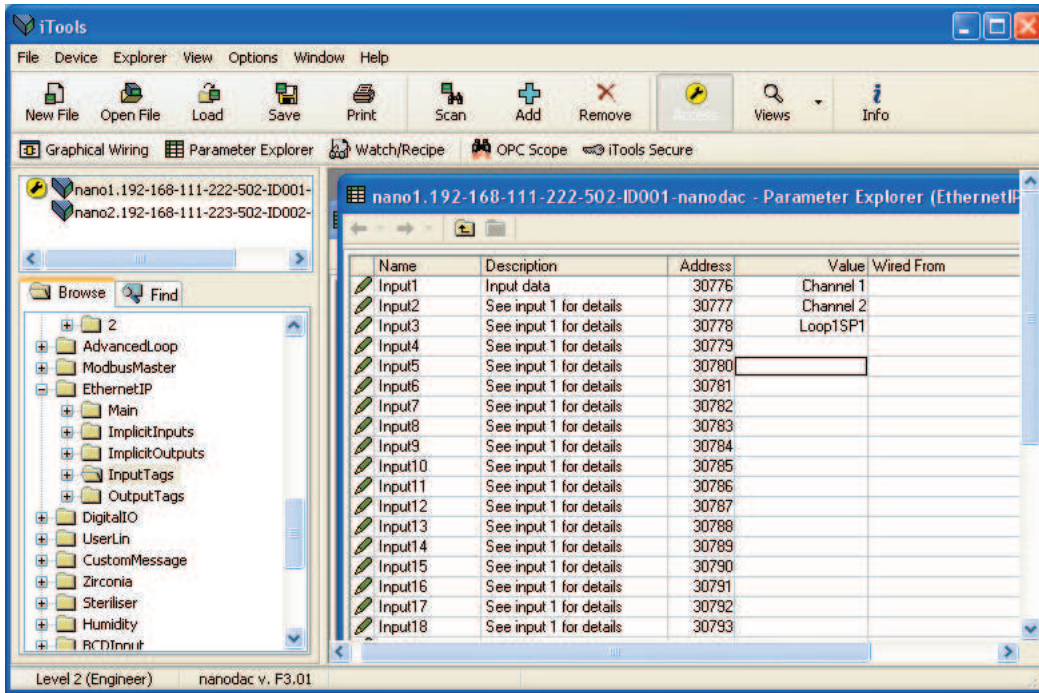 iTools
File Device Explorer View Options Window Help
New File Open File Load Save Print Scan Add Remove Access Views Info
Graphical Wiring Parameter Explorer Watch/Recipe OPC Scope iTools Secure
nano1.192-168-111-222-502-ID001-
nano2.192-168-111-223-502-ID002-
Browse Find
2
AdvancedLoop
ModbusMaster
EthernetIP
Main
ImplicitInputs
ImplicitOutputs
InputTags
OutputTags
DigitalIO
UserLin
CustomMessage
Zirconia
Steriliser
Humidity
BCDInput
nano1.192-168-111-222-502-ID001-nanodac - Parameter Explorer (EthernetIP
Name Description Address Value Wired From
Input1 Input data 30776 Channel 1
Input2 See input 1 for details 30777 Channel 2
Input3 See input 1 for details 30778 Loop1SP1
Input4 See input 1 for details 30779
Input5 See input 1 for details 30780
Input6 See input 1 for details 30781
Input7 See input 1 for details 30782
Input8 See input 1 for details 30783
Input9 See input 1 for details 30784
Input10 See input 1 for details 30785
Input11 See input 1 for details 30786
Input12 See input 1 for details 30787
Input13 See input 1 for details 30788
Input14 See input 1 for details 30789
Input15 See input 1 for details 30790
Input16 See input 1 for details 30791
Input17 See input 1 for details 30792
Input18 See input 1 for details 30793
Level 2 (Engineer) nanodac v. F3.01